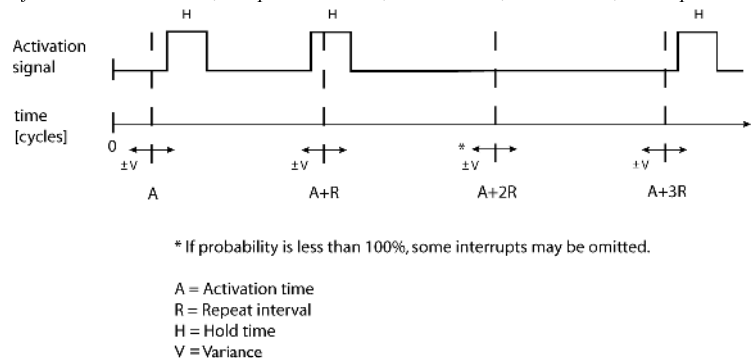 H H H
Activation
signal
time
[cycles]
0
±V ±V * ±V ±V
A A+R A+2R A+3R
* If probability is less than 100%, some interrupts may be omitted.
A = Activation time
R = Repeat interval
H = Hold time
V = Variance